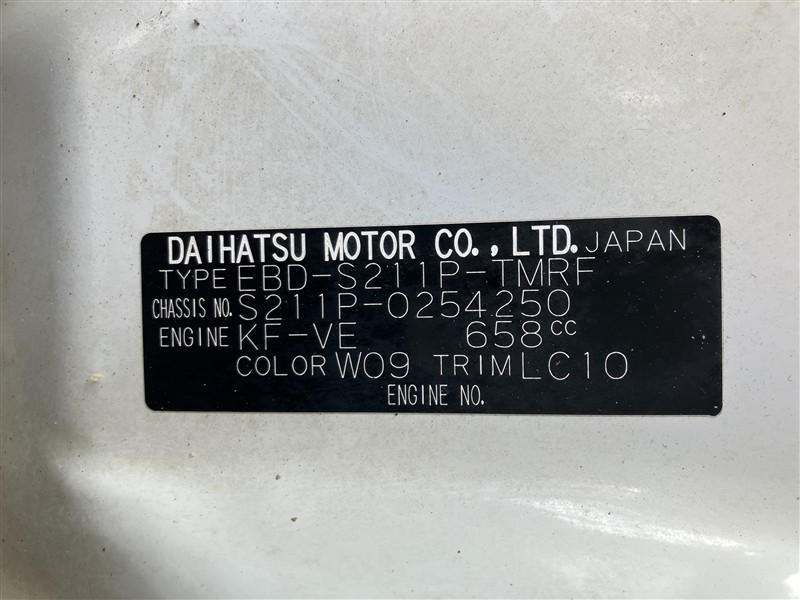 DAIHATSU MOTOR CO., LTD. JAPAN
TYPE EBD-S211P-TMRF
CHASSIS NO. S211P-0254250
ENGINE KF-VE 658cc
COLOR W09 TRIM LC10
ENGINE NO.